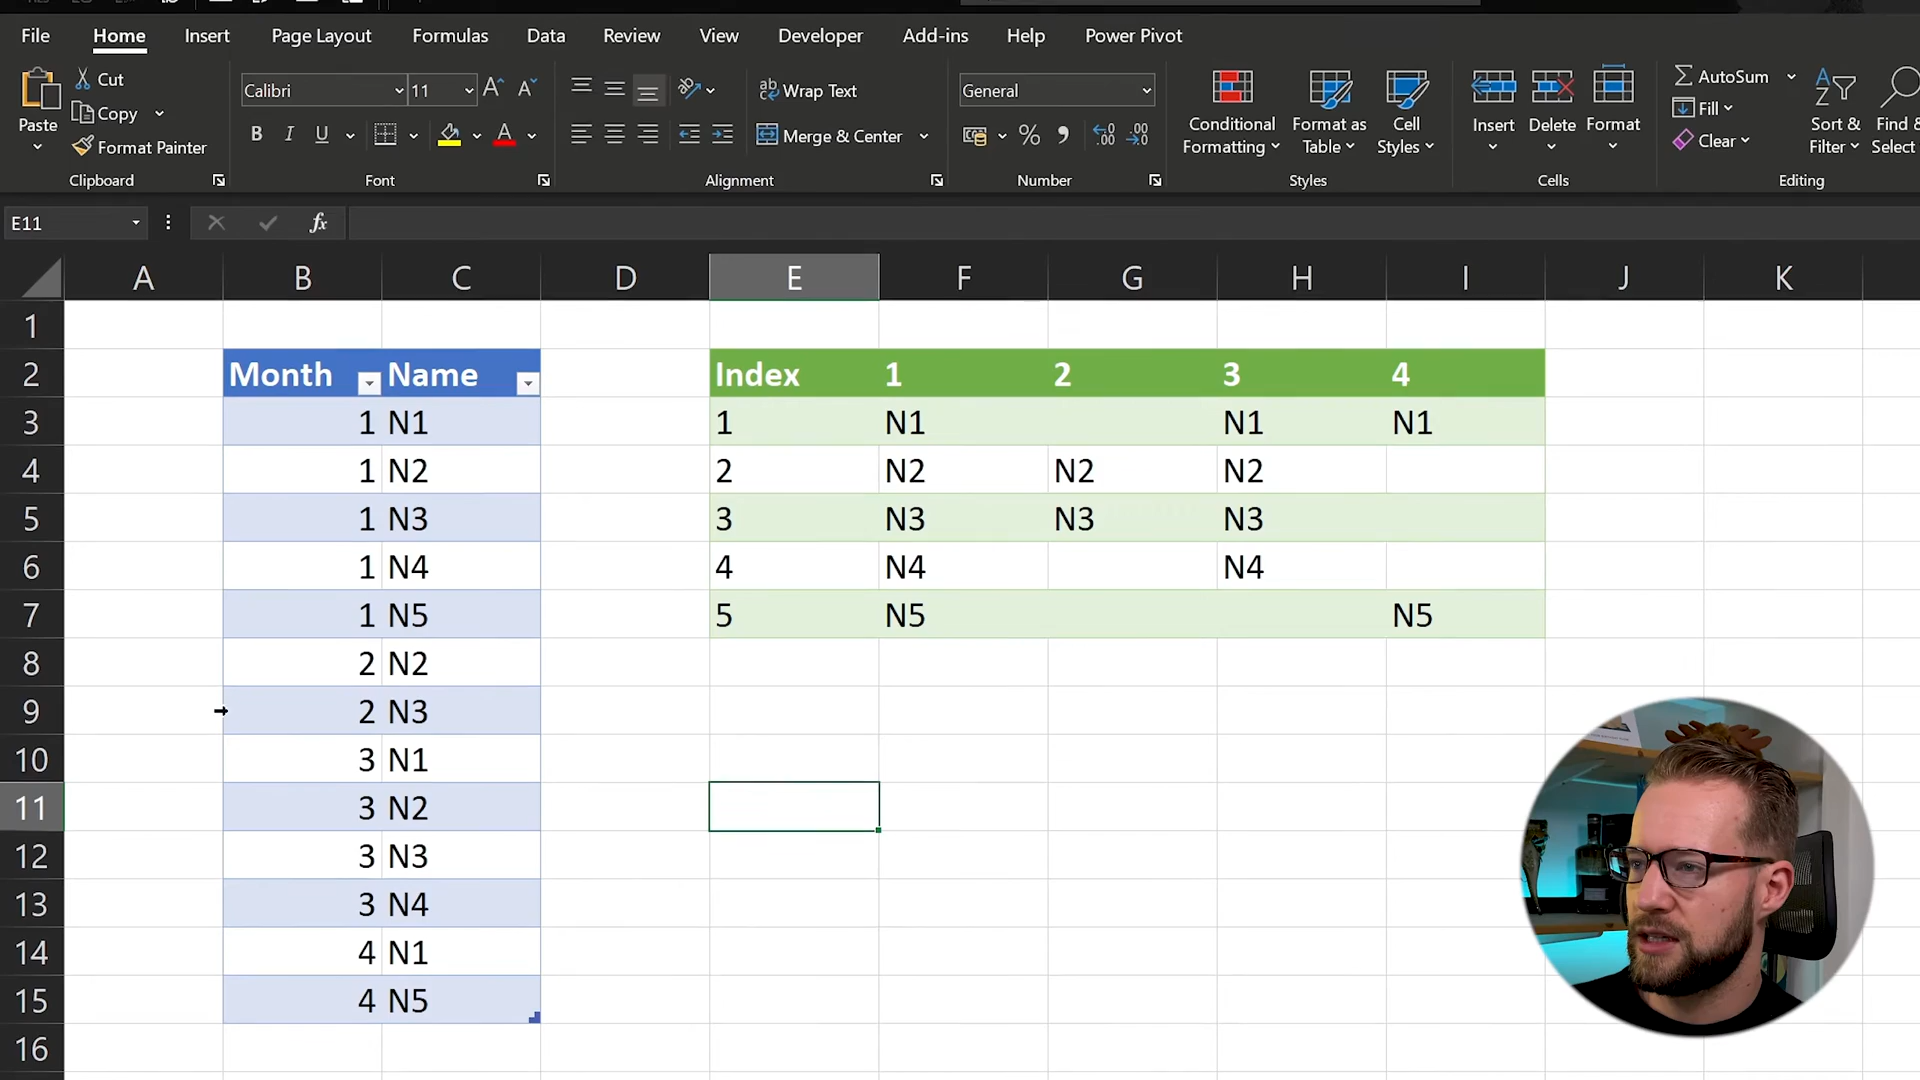 File Home Insert Page Layout Formulas Data Review View Developer Add-ins Help Power Pivot
Paste
Cut
Copy
Format Painter
Clipboard
Calibri 11
B I U
Font
Wrap Text
Merge & Center
Alignment
General
Number
Conditional Formatting
Format as Table
Cell Styles
Styles
Insert
Delete
Format
Cells
AutoSum
Fill
Clear
Sort & Filter
Find & Select
Editing
E11 fx
A B C D E F G H I J K
1
2 Month Name Index 1 2 3 4
3 1 N1 1 N1 N1 N1
4 1 N2 2 N2 N2 N2
5 1 N3 3 N3 N3 N3
6 1 N4 4 N4 N4
7 1 N5 5 N5 N5
8 2 N2
9 2 N3
10 3 N1
11 3 N2
12 3 N3
13 3 N4
14 4 N1
15 4 N5
16